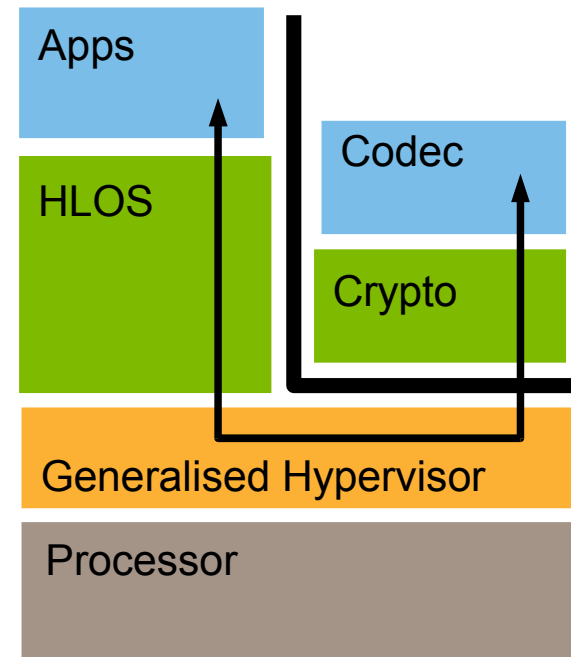 Apps
HLOS
Codec
Crypto
Generalised Hypervisor
Processor